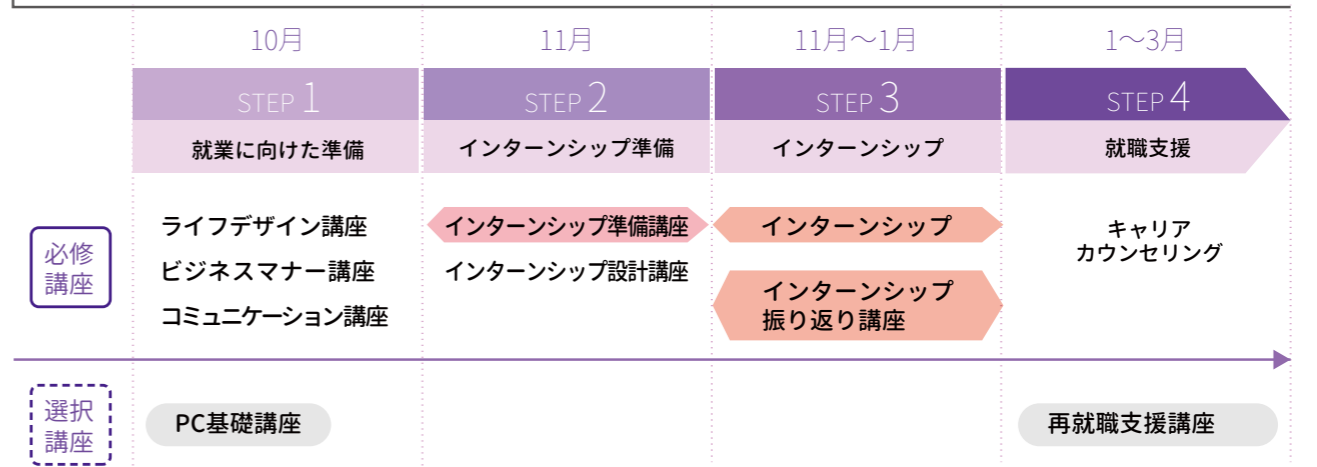 10月
11月
11月〜1月
1〜3月
STEP 1
STEP 2
STEP 3
STEP 4
就業に向けた準備
インターンシップ準備
インターンシップ
就職支援
必修
講座
ライフデザイン講座
ビジネスマナー講座
コミュニケーション講座
インターンシップ準備講座
インターンシップ設計講座
インターンシップ
インターンシップ
振り返り講座
キャリア
カウンセリング
選択
講座
PC基礎講座
再就職支援講座